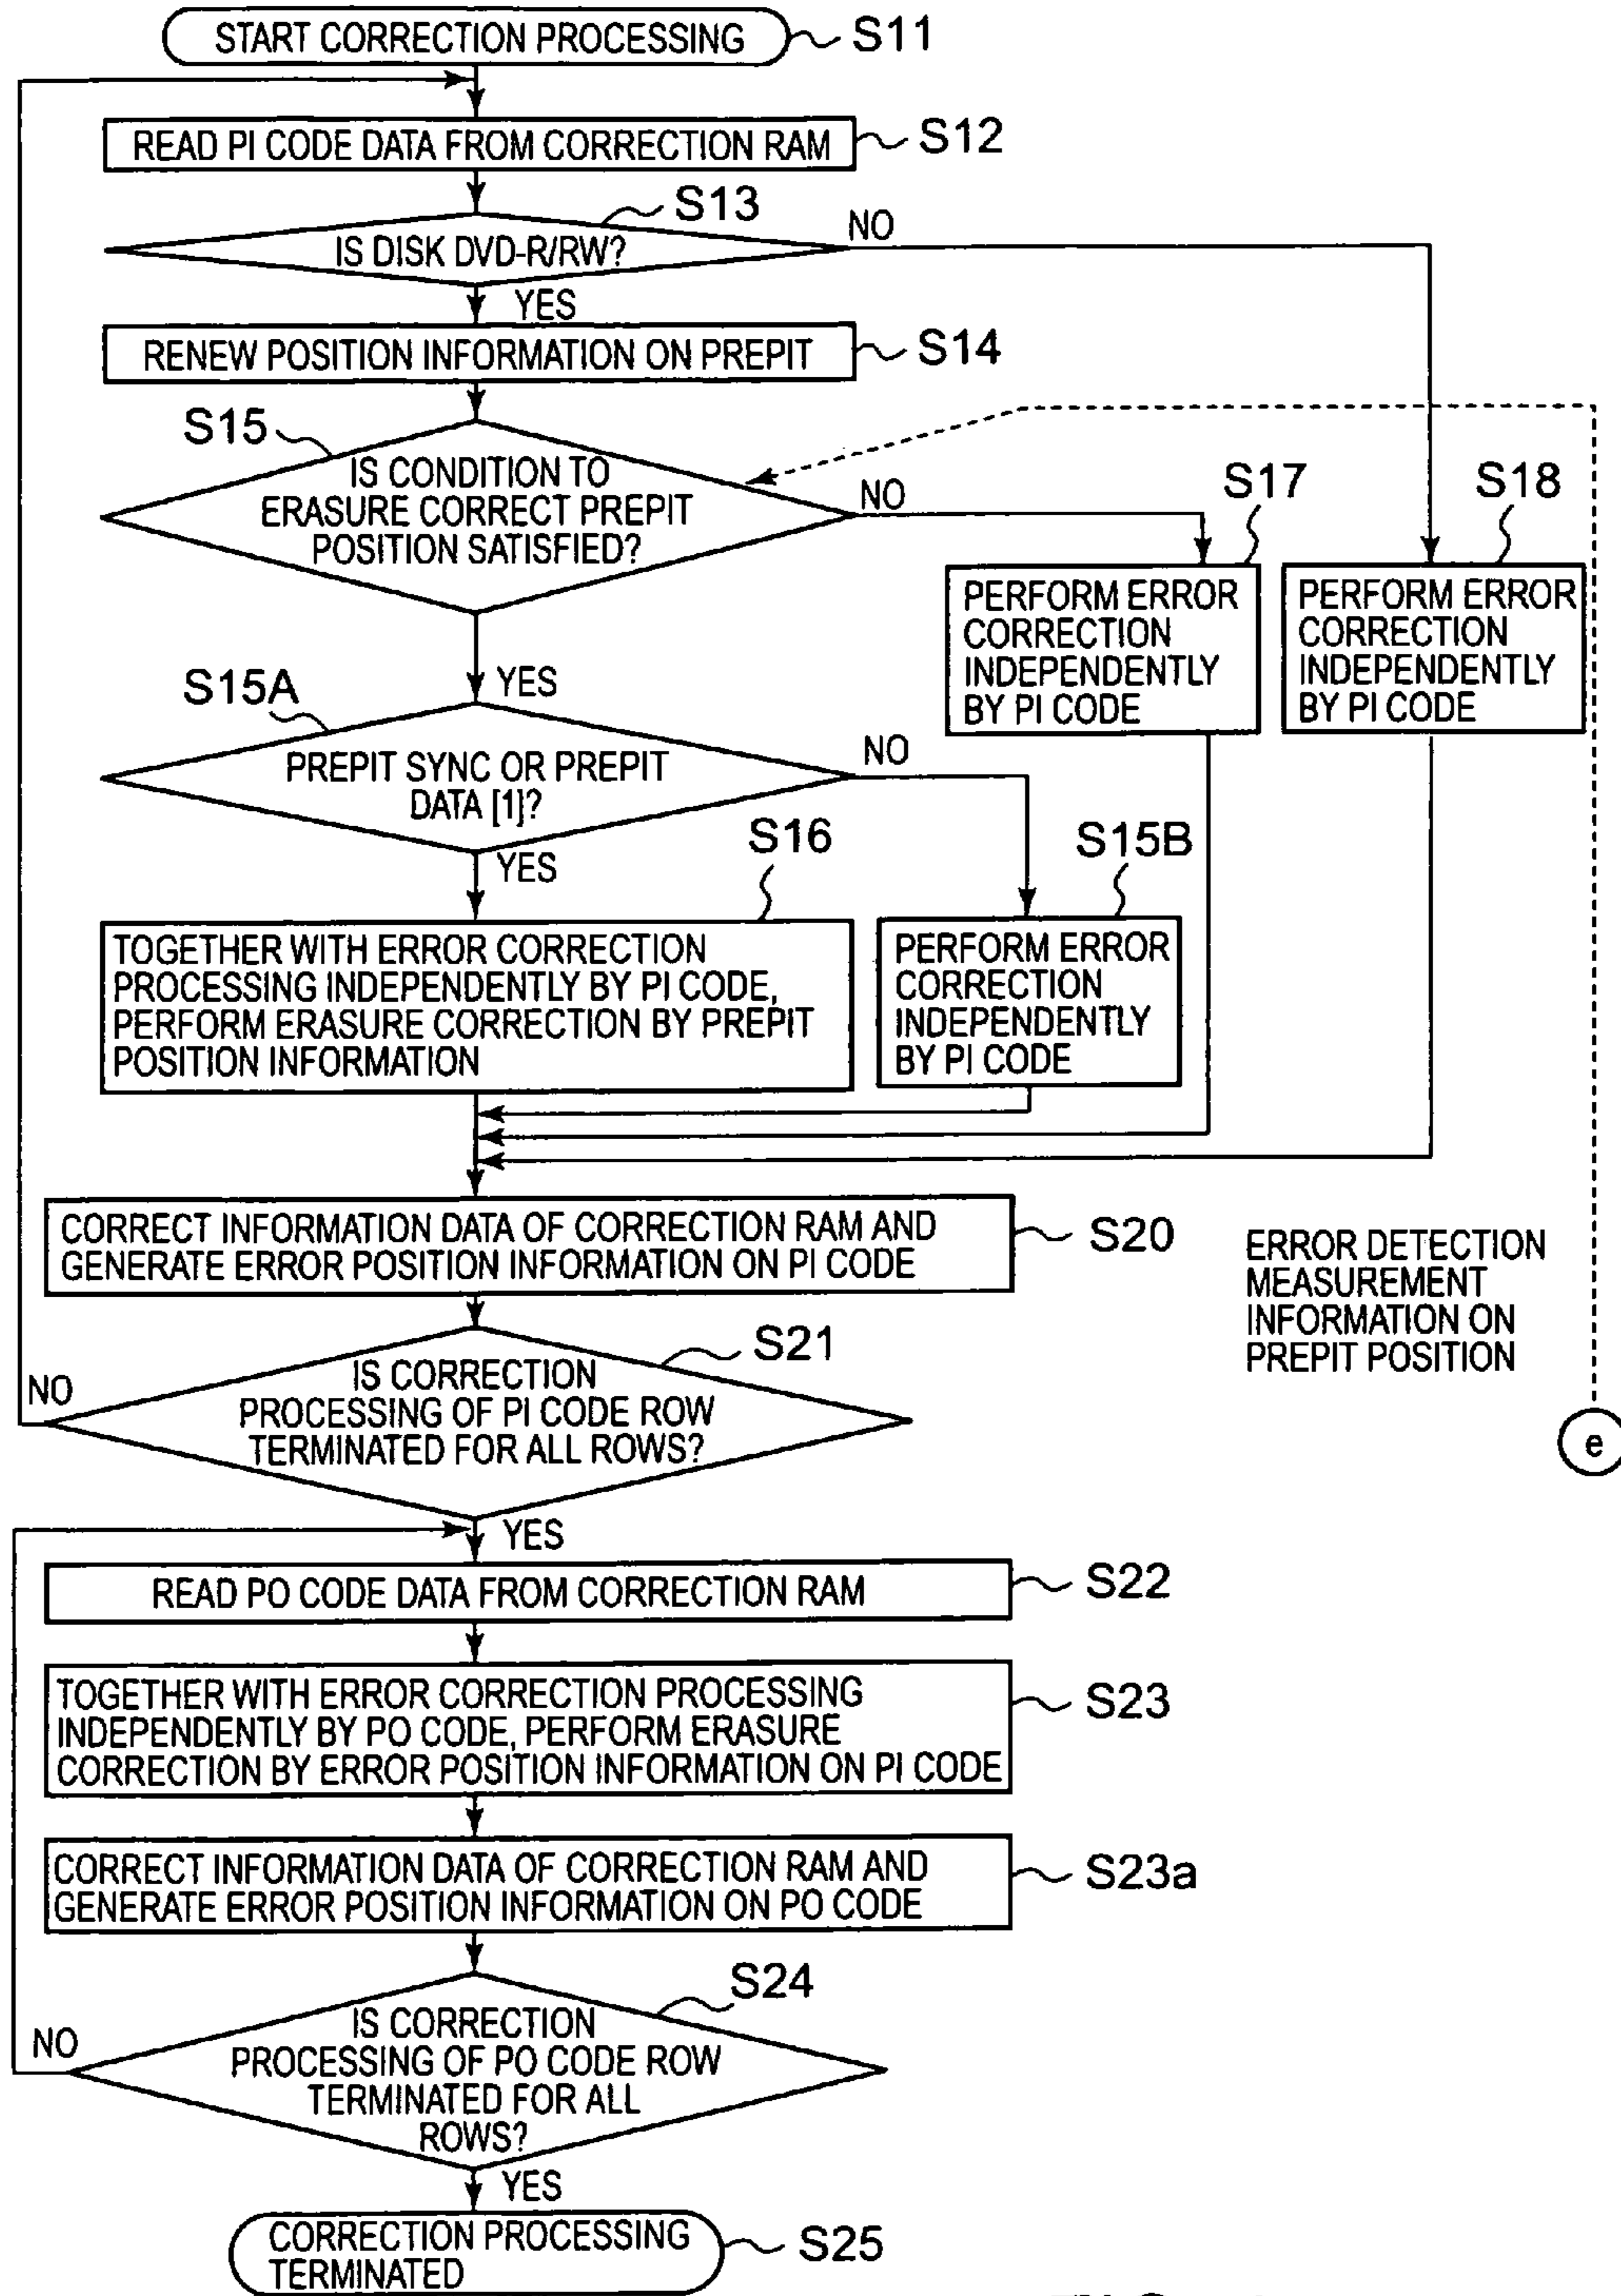 START CORRECTION PROCESSING
S11
READ PI CODE DATA FROM CORRECTION RAM
S12
S13
IS DISK DVD-R/RW?
NO
YES
RENEW POSITION INFORMATION ON PREPIT
S14
S15
IS CONDITION TO
ERASURE CORRECT PREPIT
POSITION SATISFIED?
NO
YES
S17
PERFORM ERROR
CORRECTION
INDEPENDENTLY
BY PI CODE
S18
PERFORM ERROR
CORRECTION
INDEPENDENTLY
BY PI CODE
S15A
PREPIT SYNC OR PREPIT
DATA [1]?
NO
YES
S16
TOGETHER WITH ERROR CORRECTION
PROCESSING INDEPENDENTLY BY PI CODE,
PERFORM ERASURE CORRECTION BY PREPIT
POSITION INFORMATION
S15B
PERFORM ERROR
CORRECTION
INDEPENDENTLY
BY PI CODE
CORRECT INFORMATION DATA OF CORRECTION RAM AND
GENERATE ERROR POSITION INFORMATION ON PI CODE
S20
ERROR DETECTION
MEASUREMENT
INFORMATION ON
PREPIT POSITION
e
S21
IS CORRECTION
PROCESSING OF PI CODE ROW
TERMINATED FOR ALL ROWS?
NO
YES
READ PO CODE DATA FROM CORRECTION RAM
S22
TOGETHER WITH ERROR CORRECTION PROCESSING
INDEPENDENTLY BY PO CODE, PERFORM ERASURE
CORRECTION BY ERROR POSITION INFORMATION ON PI CODE
S23
CORRECT INFORMATION DATA OF CORRECTION RAM AND
GENERATE ERROR POSITION INFORMATION ON PO CODE
S23a
S24
IS CORRECTION
PROCESSING OF PO CODE ROW
TERMINATED FOR ALL
ROWS?
NO
YES
CORRECTION PROCESSING
TERMINATED
S25